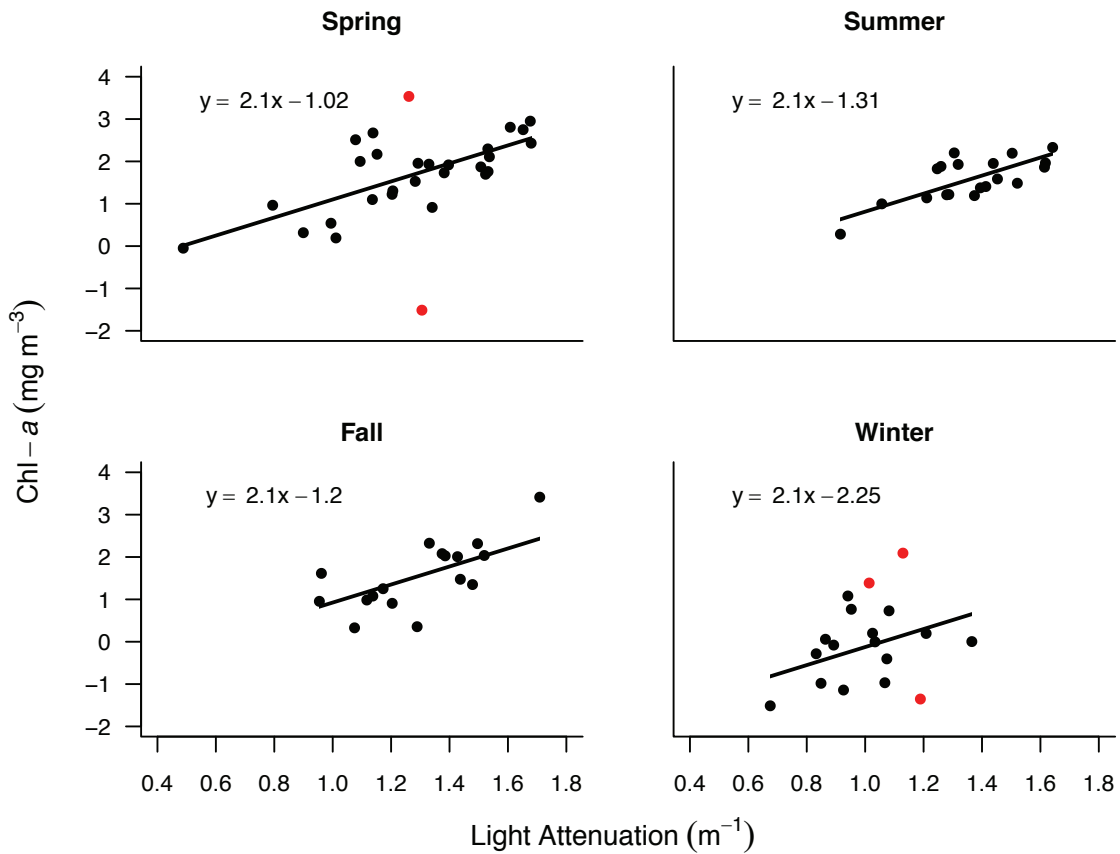 Spring
Summer
y = 2.1x − 1.02
y = 2.1x − 1.31
4
3
2
1
0
−1
−2
Chl − a (mg m−3)
Fall
Winter
y = 2.1x − 1.2
y = 2.1x − 2.25
4
3
2
1
0
−1
−2
0.4 0.6 0.8 1.0 1.2 1.4 1.6 1.8
0.4 0.6 0.8 1.0 1.2 1.4 1.6 1.8
Light Attenuation (m−1)